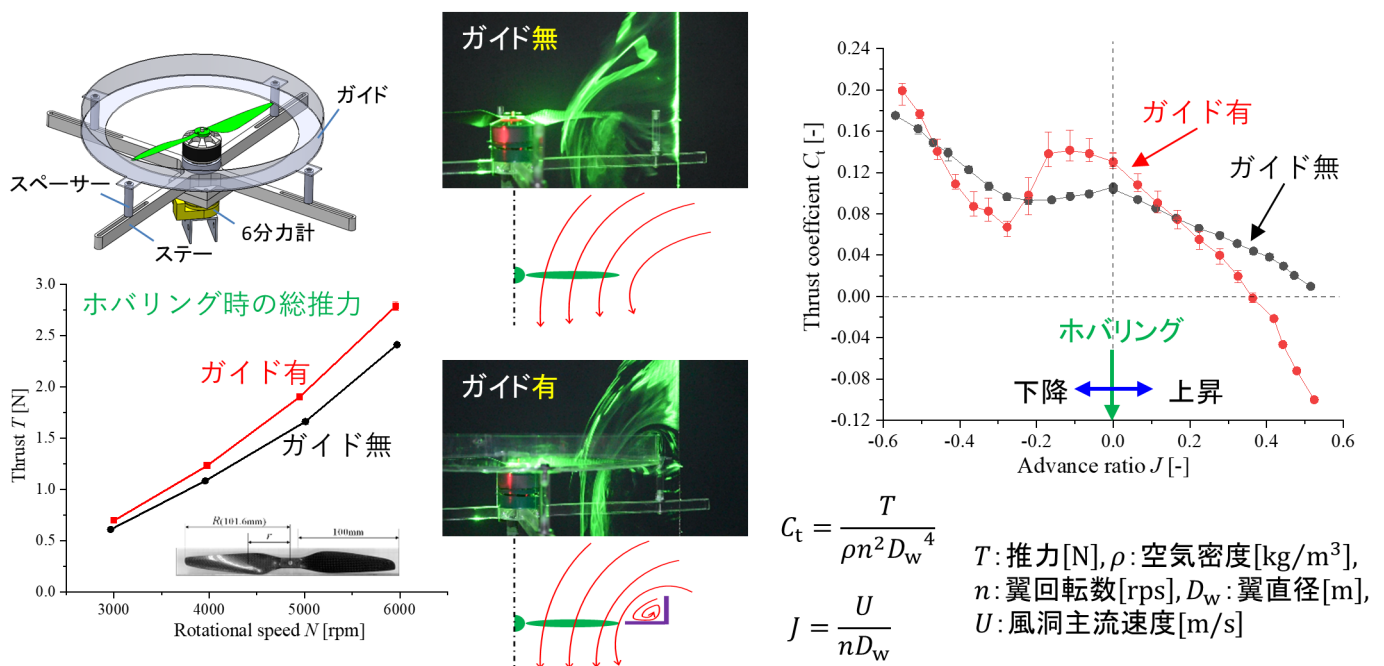 ガイド
スペーサー
6分力計
ステー
ガイド無
ガイド有
3.0
2.5
2.0
1.5
1.0
0.5
0.0
Thrust T [N]
ホバリング時の総推力
ガイド有
ガイド無
R(101.6mm)
r
100mm
3000 4000 5000 6000
Rotational speed N [rpm]
0.24
0.20
0.16
0.12
0.08
0.04
0.00
-0.04
-0.08
-0.12
Thrust coeffcient Ct [-]
ガイド有
ガイド無
ホバリング
下降 上昇
-0.6 -0.4 -0.2 0.0 0.2 0.4 0.6
Advance ratio J [-]
Ct = T / ρn²Dw⁴
J = U / nDw
T: 推力[N], ρ: 空気密度[kg/m³],
n: 翼回転数[rps], Dw: 翼直径[m],
U: 風洞主流速度[m/s]